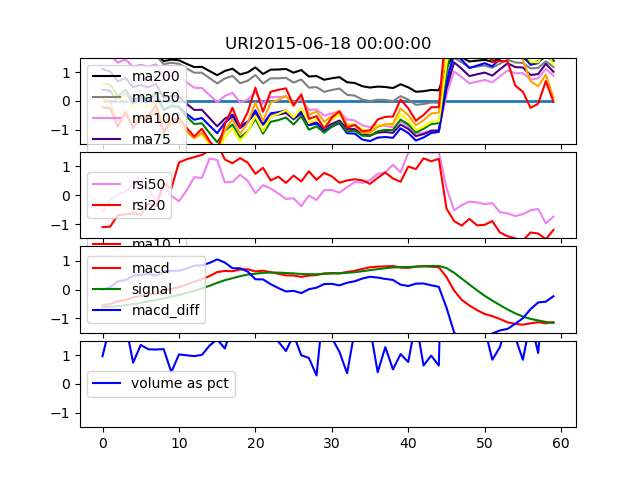 URI2015-06-18 00:00:00
1
0
−1
ma200
ma150
ma100
ma75
1
0
−1
rsi50
rsi20
ma10
1
0
−1
macd
signal
macd_diff
1
0
−1
volume as pct
0
10
20
30
40
50
60